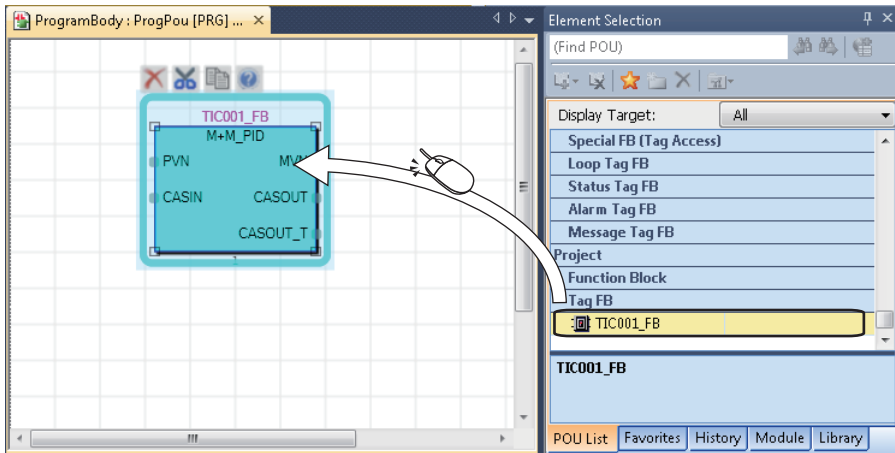 ProgramBody : ProgPou [PRG] ...
TIC001_FB
M+M_PID
PVN
CASIN
CASOUT
CASOUT_T
Element Selection
(Find POU)
Display Target:
All
Special FB (Tag Access)
Loop Tag FB
Status Tag FB
Alarm Tag FB
Message Tag FB
Project
Function Block
Tag FB
TIC001_FB
TIC001_FB
POU List
Favorites
History
Module
Library